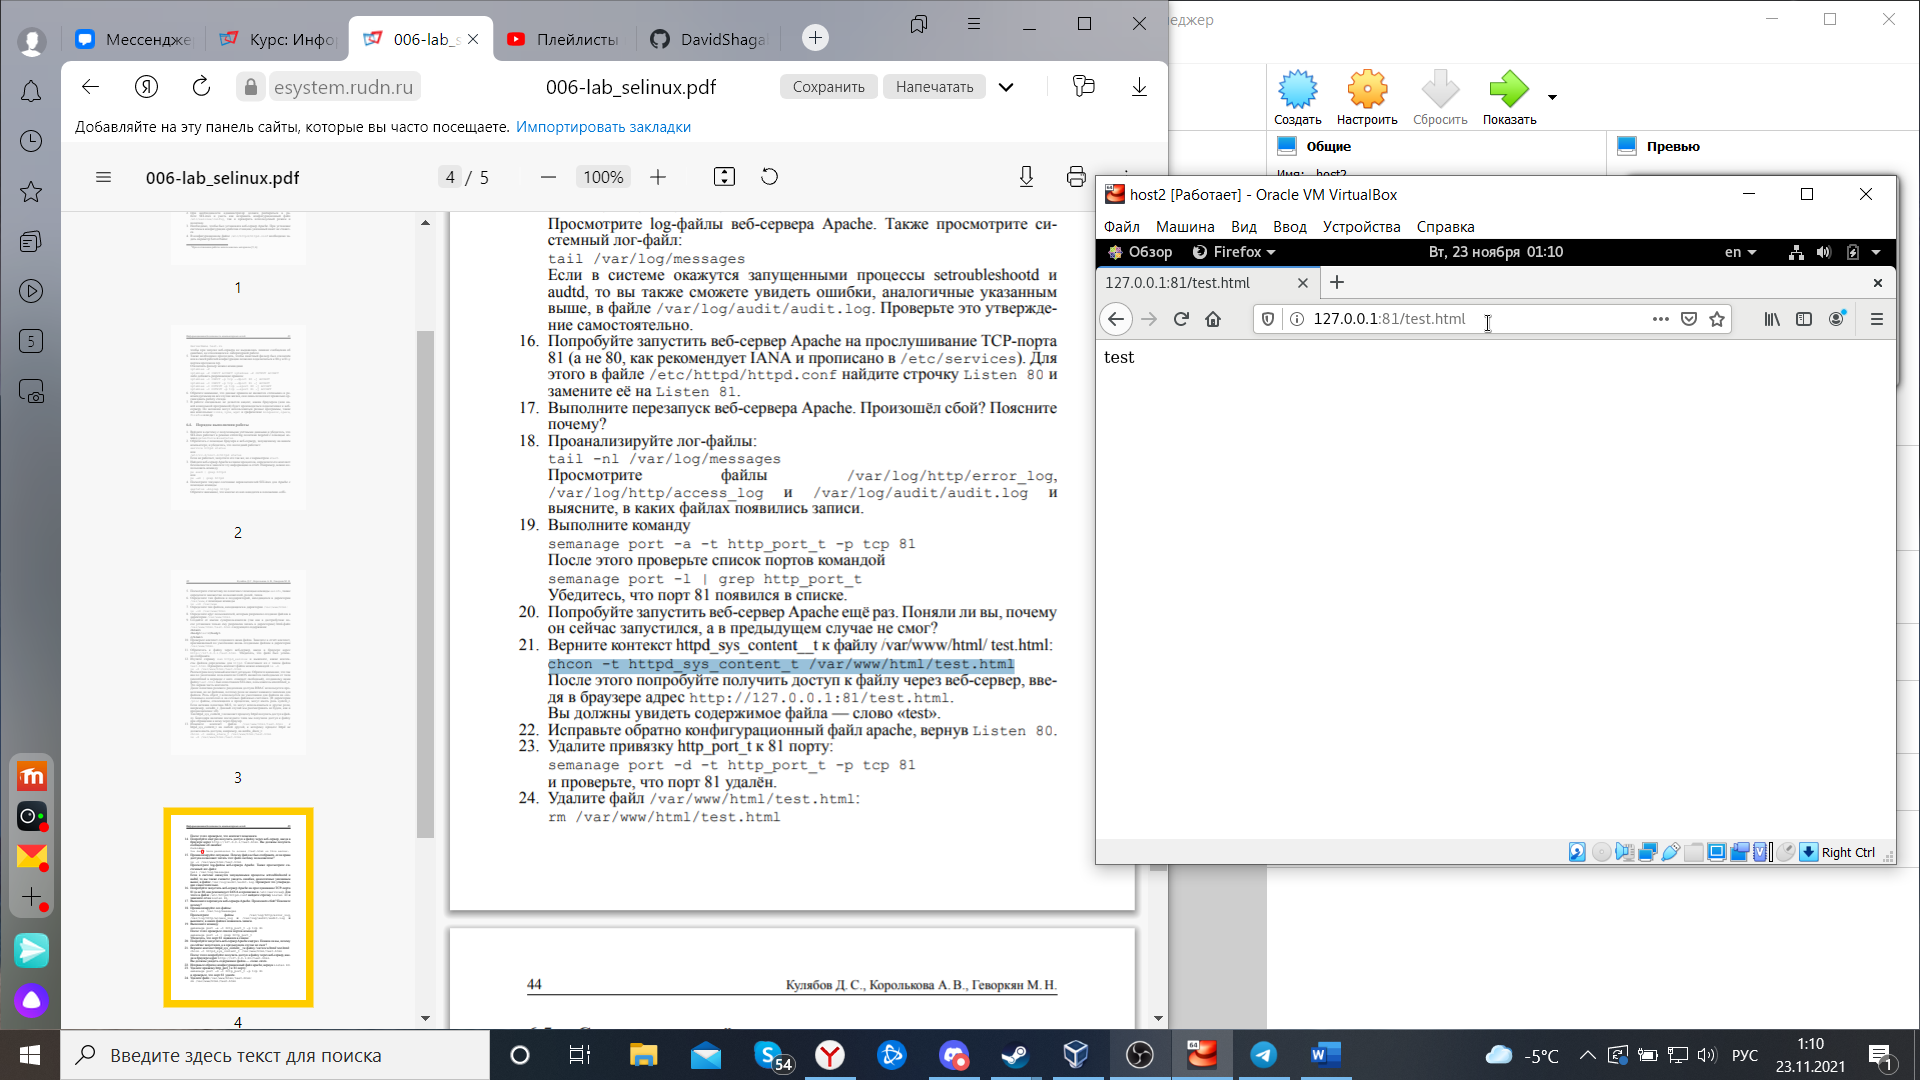 Мессендже
Курс: Инфо
006-lab_s
Плейлисты
DavidShaga
еджер
esystem.rudn.ru
006-lab_selinux.pdf
Сохранить
Напечатать
Добавляйте на эту панель сайты, которые вы часто посещаете. Импортировать закладки
006-lab_selinux.pdf
4 / 5
100%
Создать
Настроить
Сбросить
Показать
Общие
Превью
Имя: host2
5
1
2
3
4
Просмотрите log-файлы веб-сервера Apache. Также просмотрите си-
стемный лог-файл:
tail /var/log/messages
Если в системе окажутся запущенными процессы setroubleshootd и
audtd, то вы также сможете увидеть ошибки, аналогичные указанным
выше, в файле /var/log/audit/audit.log. Проверьте это утвержде-
ние самостоятельно.
16. Попробуйте запустить веб-сервер Apache на прослушивание TCP-порта
81 (а не 80, как рекомендует IANA и прописано в /etc/services). Для
этого в файле /etc/httpd/httpd.conf найдите строчку Listen 80 и
замените её на Listen 81.
17. Выполните перезапуск веб-сервера Apache. Произошёл сбой? Поясните
почему?
18. Проанализируйте лог-файлы:
tail -nl /var/log/messages
Просмотрите файлы /var/log/http/error_log,
/var/log/http/access_log и /var/log/audit/audit.log и
выясните, в каких файлах появились записи.
19. Выполните команду
semanage port -a -t http_port_t -p tcp 81
После этого проверьте список портов командой
semanage port -l | grep http_port_t
Убедитесь, что порт 81 появился в списке.
20. Попробуйте запустить веб-сервер Apache ещё раз. Поняли ли вы, почему
он сейчас запустился, а в предыдущем случае не смог?
21. Верните контекст httpd_sys_content__t к файлу /var/www/html/ test.html:
chcon -t httpd_sys_content_t /var/www/html/test.html
После этого попробуйте получить доступ к файлу через веб-сервер, вве-
дя в браузере адрес http://127.0.0.1:81/test.html.
Вы должны увидеть содержимое файла — слово «test».
22. Исправьте обратно конфигурационный файл apache, вернув Listen 80.
23. Удалите привязку http_port_t к 81 порту:
semanage port -d -t http_port_t -p tcp 81
и проверьте, что порт 81 удалён.
24. Удалите файл /var/www/html/test.html:
rm /var/www/html/test.html
44
Кулябов Д. С., Королькова А. В., Геворкян М. Н.
host2 [Работает] - Oracle VM VirtualBox
Файл Машина Вид Ввод Устройства Справка
Обзор
Firefox
Вт, 23 ноября 01:10
en
127.0.0.1:81/test.html
127.0.0.1:81/test.html
test
Right Ctrl
Введите здесь текст для поиска
54
64
-5°C
РУС
1:10
23.11.2021
1